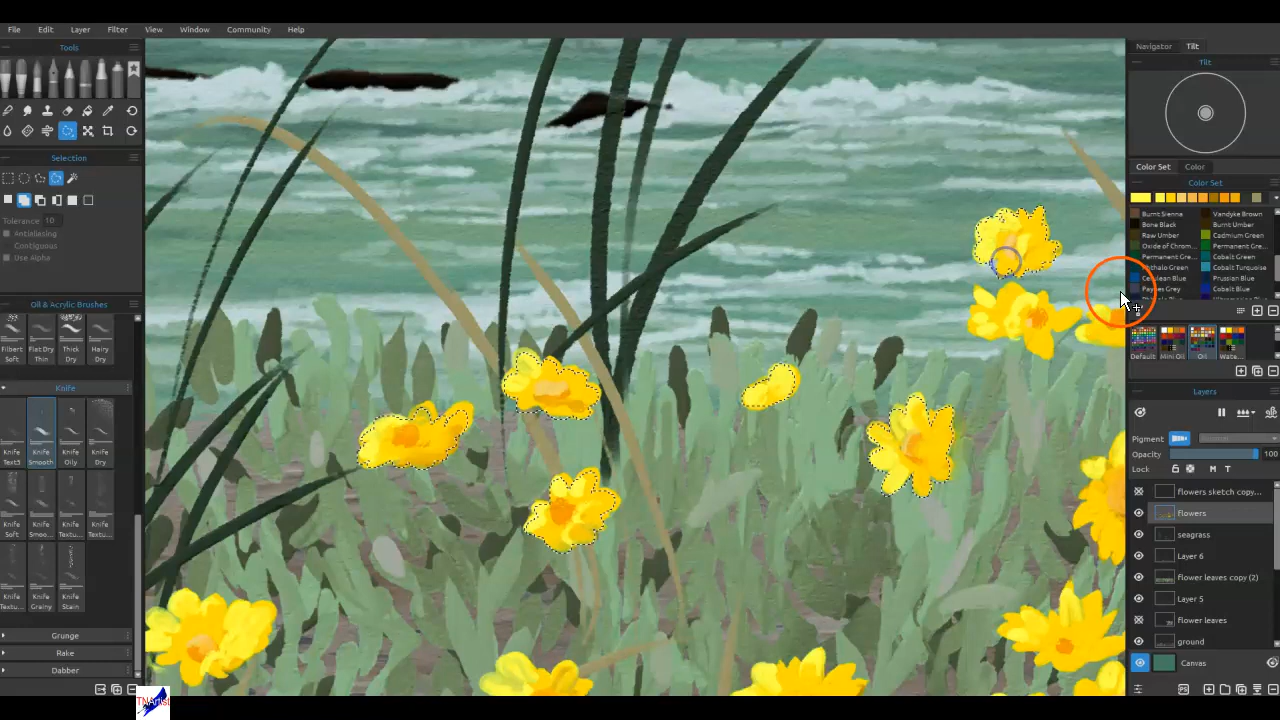 File Edit Layer Filter View Window Community Help
Tools
Selection
Tolerance 10
Antialiasing
Contiguous
Use Alpha
Oil & Acrylic Brushes
Filbert Soft
Flat Dry Thin
Thick Dry
Hairy Dry
Knife
Knife Text5
Knife Smooth
Knife Oily
Knife Dry
Knife Soft
Knife Smoo...
Knife Textu...
Knife Textu...
Knife Textu...
Knife Grainy
Knife Stain
Grunge
Rake
Dabber
Navigator Tilt
Tilt
Color Set Color
Color Set
Burnt Sienna Vandyke Brown
Bone Black Burnt Umber
Raw Umber Cadmium Green
Oxide of Chrom... Permanent Gre...
Permanent Gre... Cobalt Green
Phthalo Green Cobalt Turquoise
Cerulean Blue Prussian Blue
Paynes Grey Cobalt Blue
Default Mini Oil Oil Wate...
Layers
Pigment Normal
Opacity 100
Lock M T
Flowers sketch copy...
Flowers
seagrass
Layer 6
Flower leaves copy (2)
Layer 5
Flower leaves
ground
Canvas
TNArtist